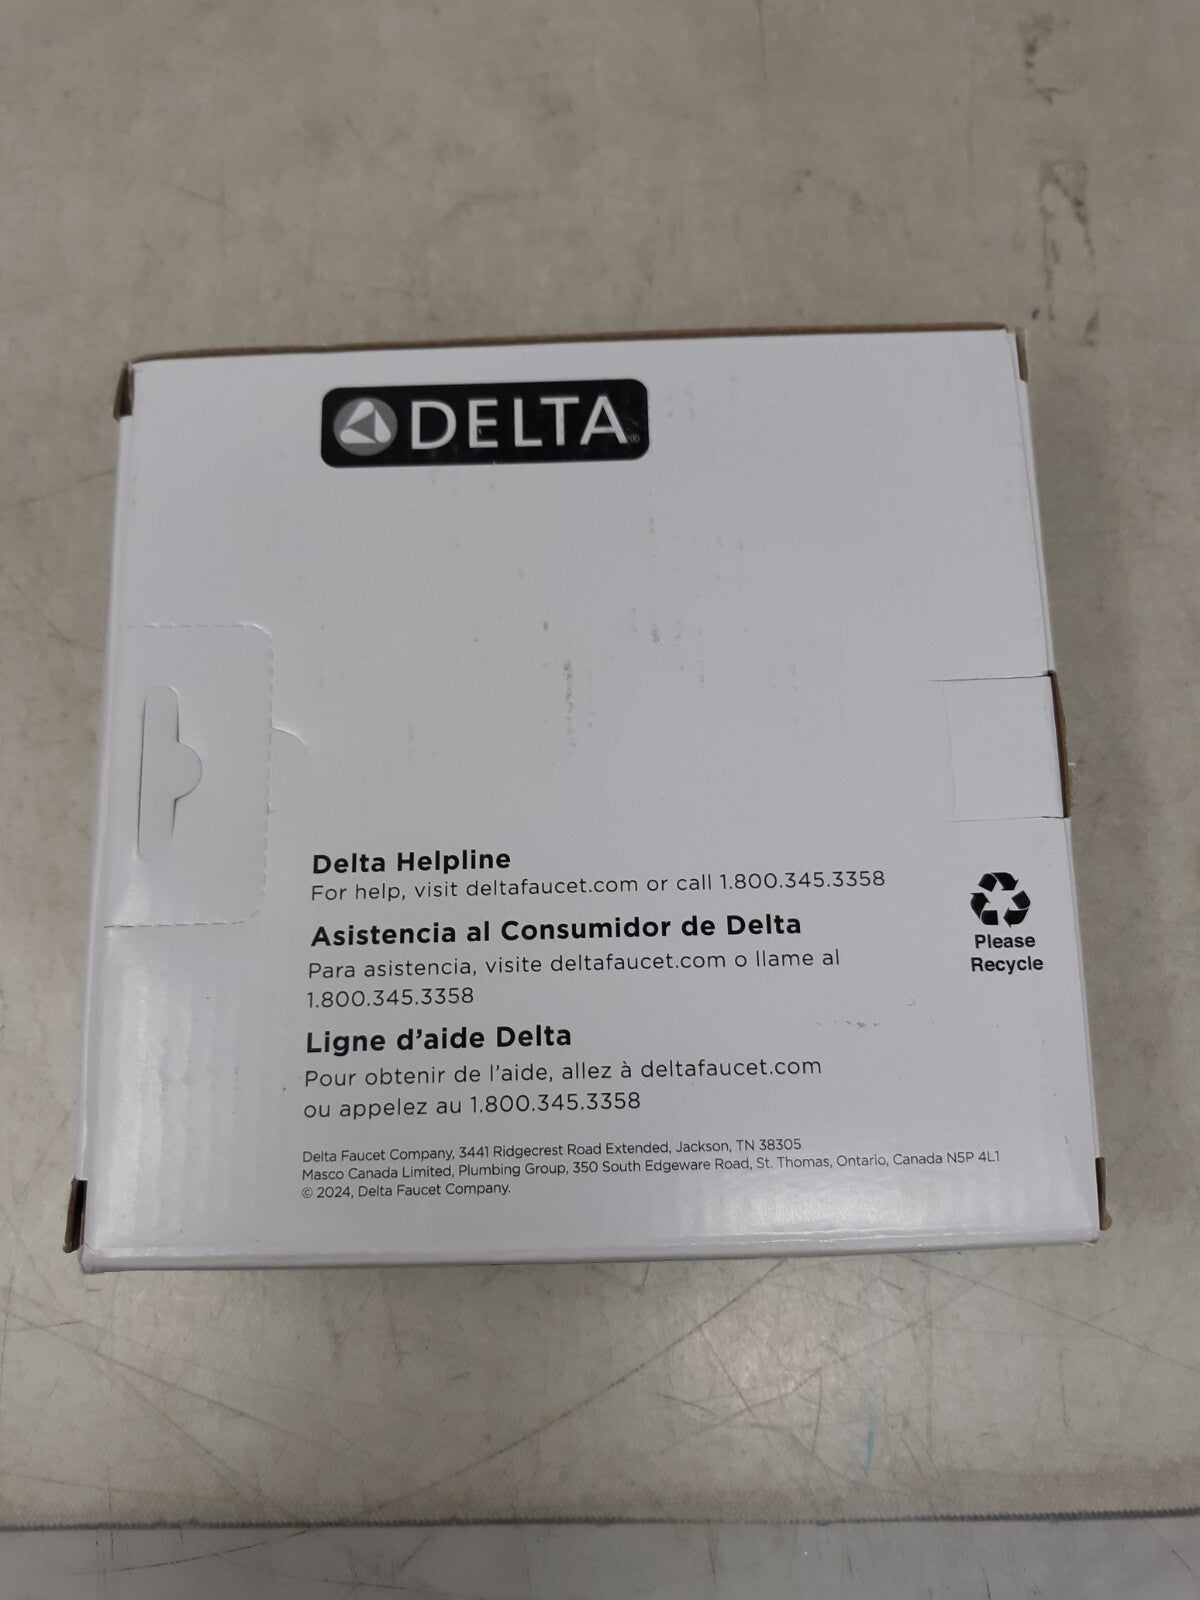 DELTA®
Delta Helpline
For help, visit deltafaucet.com or call 1.800.345.3358
Asistencia al Consumidor de Delta
Para asistencia, visite deltafaucet.com o llame al
1.800.345.3358
Ligne d’aide Delta
Pour obtenir de l’aide, allez à deltafaucet.com
ou appelez au 1.800.345.3358
Please
Recycle
Delta Faucet Company, 3441 Ridgecrest Road Extended, Jackson, TN 38305
Masco Canada Limited, Plumbing Group, 350 South Edgeware Road, St. Thomas, Ontario, Canada N5P 4L1
© 2024, Delta Faucet Company.